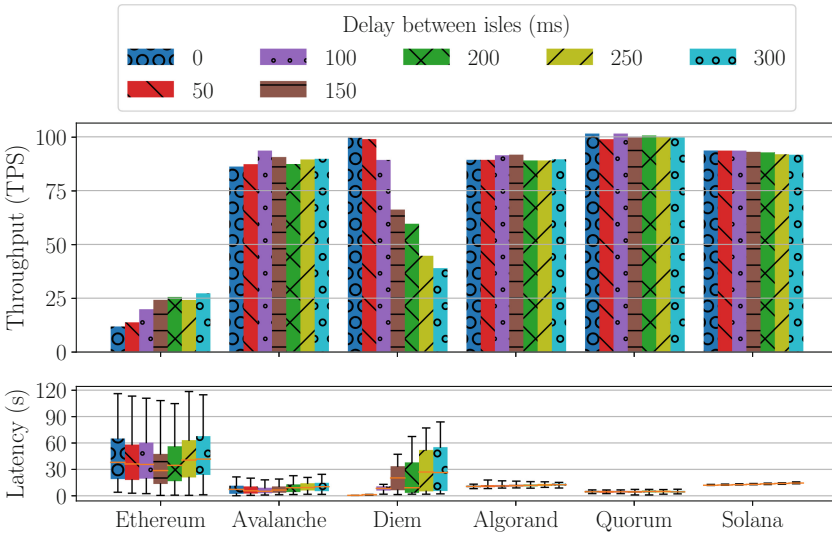 Delay between isles (ms)
0 100 200 250 300
50 150
Throughput (TPS)
100
75
50
25
0
Latency (s)
120
90
60
30
0
Ethereum Avalanche Diem Algorand Quorum Solana